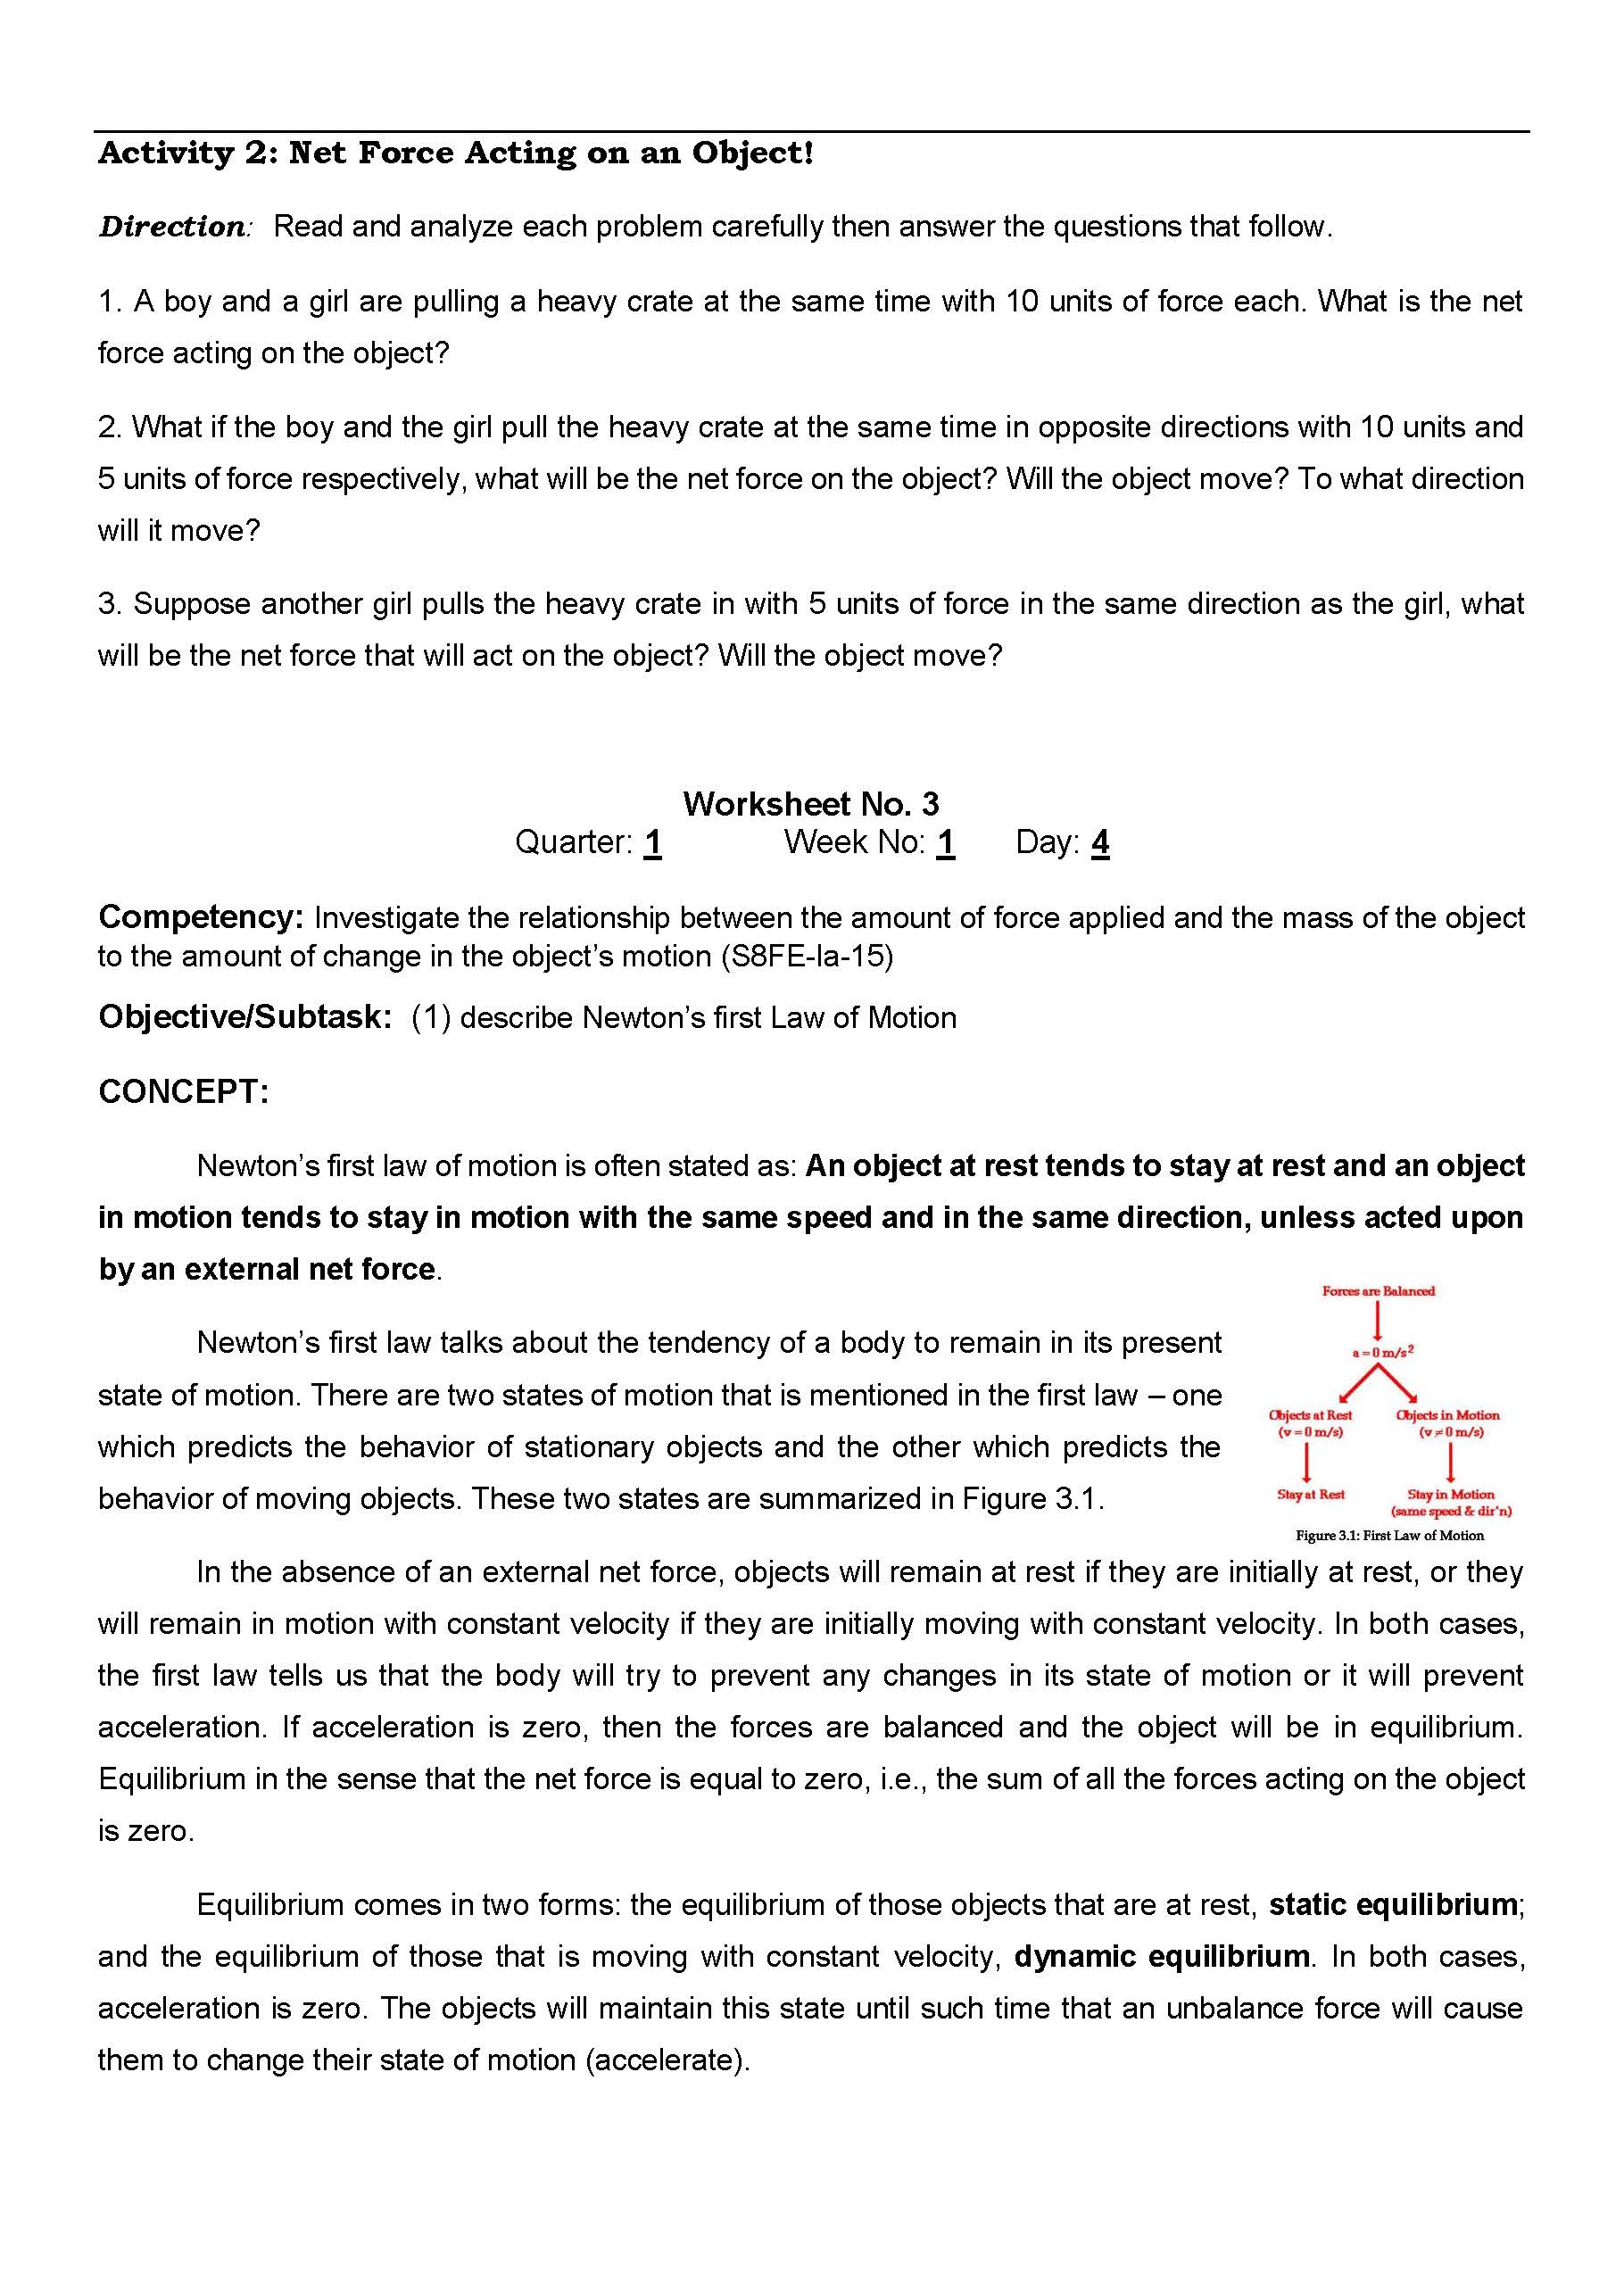 Activity 2: Net Force Acting on an Object!
Direction: Read and analyze each problem carefully then answer the questions that follow.
1. A boy and a girl are pulling a heavy crate at the same time with 10 units of force each. What is the net
force acting on the object?
2. What if the boy and the girl pull the heavy crate at the same time in opposite directions with 10 units and
5 units of force respectively, what will be the net force on the object? Will the object move? To what direction
will it move?
3. Suppose another girl pulls the heavy crate in with 5 units of force in the same direction as the girl, what
will be the net force that will act on the object? Will the object move?
Worksheet No. 3
Quarter: 1 Week No: 1 Day: 4
Competency: Investigate the relationship between the amount of force applied and the mass of the object
to the amount of change in the object’s motion (S8FE-Ia-15)
Objective/Subtask: (1) describe Newton’s first Law of Motion
CONCEPT:
Newton’s first law of motion is often stated as: An object at rest tends to stay at rest and an object
in motion tends to stay in motion with the same speed and in the same direction, unless acted upon
by an external net force.
Newton’s first law talks about the tendency of a body to remain in its present
state of motion. There are two states of motion that is mentioned in the first law – one
which predicts the behavior of stationary objects and the other which predicts the
behavior of moving objects. These two states are summarized in Figure 3.1.
Forces are Balanced
a = 0 m/s²
Objects at Rest
(v = 0 m/s)
Objects in Motion
(v ≠ 0 m/s)
Stay at Rest
Stay in Motion
(same speed & dir'n)
Figure 3.1: First Law of Motion
In the absence of an external net force, objects will remain at rest if they are initially at rest, or they
will remain in motion with constant velocity if they are initially moving with constant velocity. In both cases,
the first law tells us that the body will try to prevent any changes in its state of motion or it will prevent
acceleration. If acceleration is zero, then the forces are balanced and the object will be in equilibrium.
Equilibrium in the sense that the net force is equal to zero, i.e., the sum of all the forces acting on the object
is zero.
Equilibrium comes in two forms: the equilibrium of those objects that are at rest, static equilibrium;
and the equilibrium of those that is moving with constant velocity, dynamic equilibrium. In both cases,
acceleration is zero. The objects will maintain this state until such time that an unbalance force will cause
them to change their state of motion (accelerate).